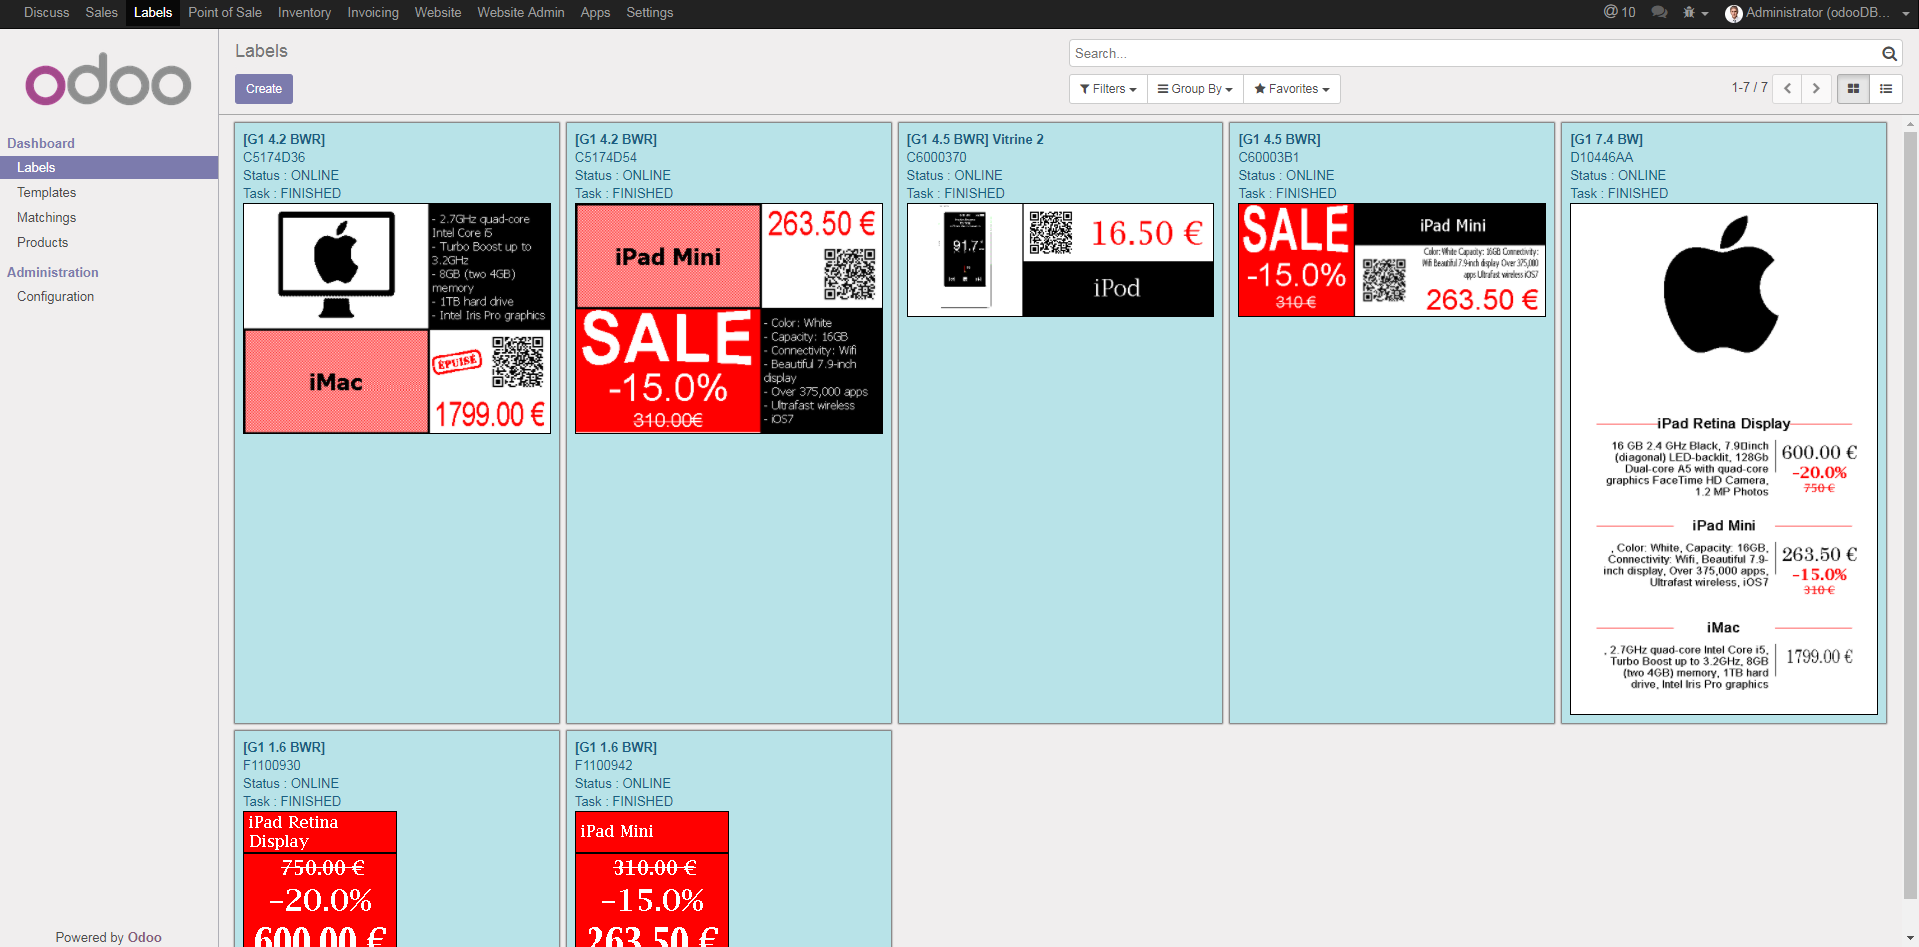 Discuss Sales Labels Point of Sale Inventory Invoicing Website Website Admin Apps Settings
@ 10 Administrator (odooDB...
odoo
Labels
Search...
Create
Filters Group By Favorites
1-7 / 7
Dashboard
Labels
Templates
Matchings
Products
Administration
Configuration
Powered by Odoo
[G1 4.2 BWR]
C5174D36
Status : ONLINE
Task : FINISHED
- 2.7GHz quad-core
Intel Core i5
- Turbo Boost up to
3.2GHz
- 8GB (two 4GB)
memory
- 1TB hard drive
- Intel Iris Pro graphics
iMac
ÉPUISÉ
1799.00 €
[G1 4.2 BWR]
C5174D54
Status : ONLINE
Task : FINISHED
iPad Mini
263.50 €
SALE
-15.0%
310.00€
- Color: White
- Capacity: 16GB
- Connectivity: Wifi
- Beautiful 7.9-inch
display
- Over 375,000 apps
- Ultrafast wireless
- iOS7
[G1 4.5 BWR] Vitrine 2
C6000370
Status : ONLINE
Task : FINISHED
91.7
16.50 €
iPod
[G1 4.5 BWR]
C60003B1
Status : ONLINE
Task : FINISHED
SALE
-15.0%
310 €
iPad Mini
Color: White Capacity: 16GB Connectivity:
Wifi Beautiful 7.9-inch display Over 375,000
apps Ultrafast wireless iOS7
263.50 €
[G1 7.4 BW]
D10446AA
Status : ONLINE
Task : FINISHED
iPad Retina Display
16 GB 2.4 GHz Black, 7.9▯inch
(diagonal) LED-backlit, 128Gb
Dual-core A5 with quad-core
graphics FaceTime HD Camera,
1.2 MP Photos
600.00 €
-20.0%
750 €
iPad Mini
, Color: White, Capacity: 16GB,
Connectivity: Wifi, Beautiful 7.9-
inch display, Over 375,000 apps,
Ultrafast wireless, iOS7
263.50 €
-15.0%
310 €
iMac
, 2.7GHz quad-core Intel Core i5,
Turbo Boost up to 3.2GHz, 8GB
(two 4GB) memory, 1TB hard
drive, Intel Iris Pro graphics
1799.00 €
[G1 1.6 BWR]
F1100930
Status : ONLINE
Task : FINISHED
iPad Retina
Display
750.00 €
-20.0%
600.00 €
[G1 1.6 BWR]
F1100942
Status : ONLINE
Task : FINISHED
iPad Mini
310.00 €
-15.0%
263.50 €